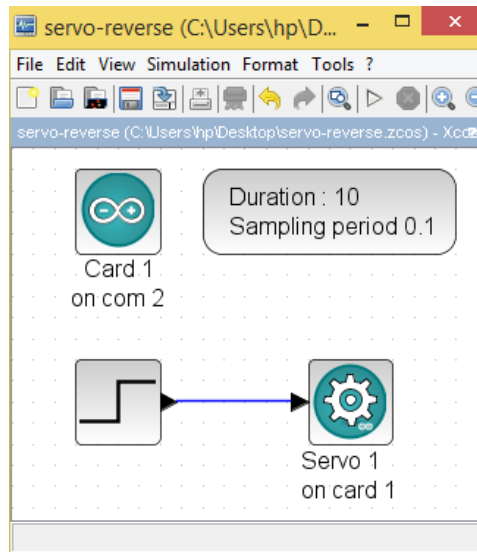 servo-reverse (C:\Users\hp\D...
File Edit View Simulation Format Tools ?
servo-reverse (C:\Users\hp\Desktop\servo-reverse.zcos) - Xco
Duration : 10
Sampling period 0.1
Card 1
on com 2
Servo 1
on card 1